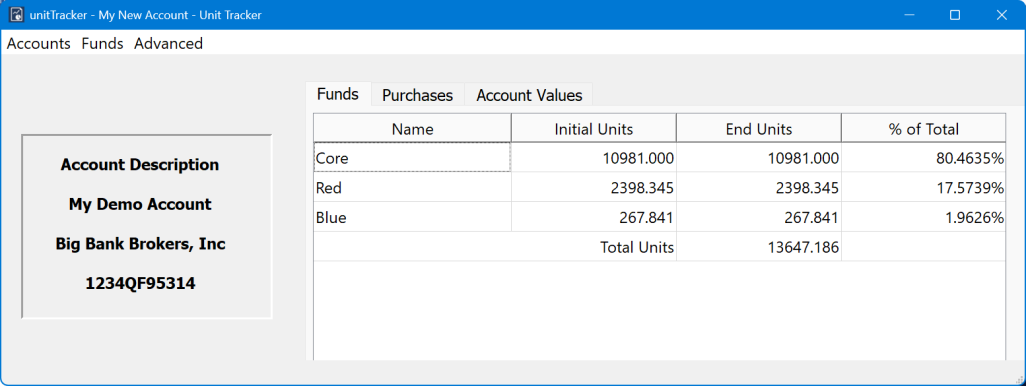 unitTracker - My New Account - Unit Tracker
Accounts Funds Advanced
Account Description
My Demo Account
Big Bank Brokers, Inc
1234QF95314
Funds Purchases Account Values
Name Initial Units End Units % of Total
Core 10981.000 10981.000 80.4635%
Red 2398.345 2398.345 17.5739%
Blue 267.841 267.841 1.9626%
Total Units 13647.186